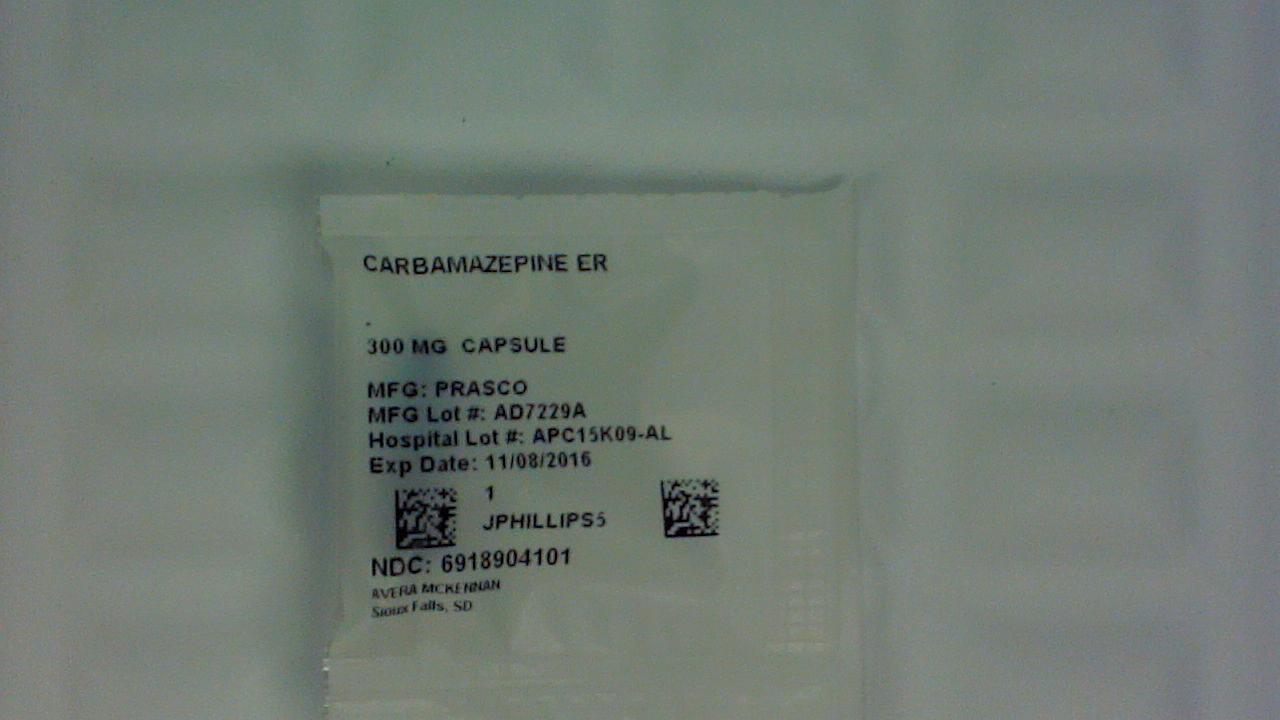 CARBAMAZEPINE ER
300 MG CAPSULE
MFG: PRASCO
MFG Lot #: AD7229A
Hospital Lot #: APC15K09-AL
Exp Date: 11/08/2016
1
JPHILLIPS5
NDC: 6918904101
AVERA MCKENNAN
Sioux Falls, SD